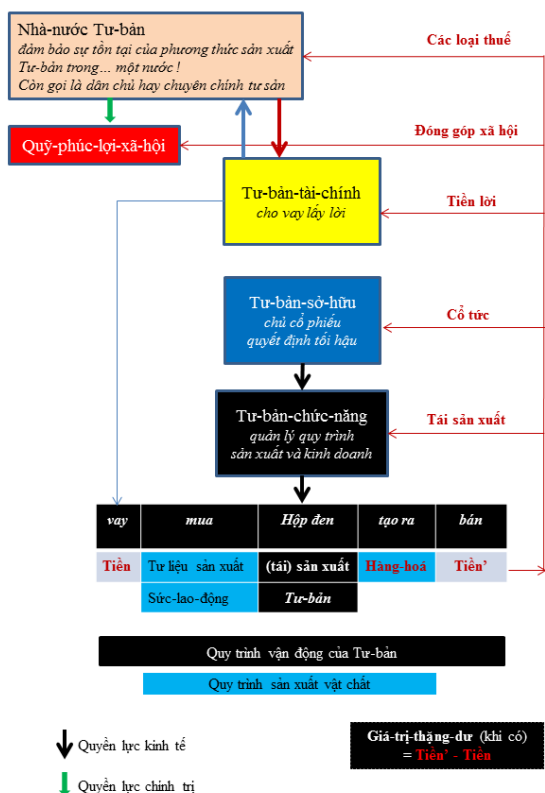 Nhà-nước Tư-bản
đảm bảo sự tồn tại của phương thức sản xuất
Tư-bản trong… một nước !
Còn gọi là dân chủ hay chuyên chính tư sản
Các loại thuế
Quỹ-phúc-lợi-xã-hội
Đóng góp xã hội
Tư-bản-tài-chính
cho vay lấy lời
Tiền lời
Tư-bản-sở-hữu
chủ cổ phiếu
quyết định tối hậu
Cổ tức
Tư-bản-chức-năng
quản lý quy trình
sản xuất và kinh doanh
Tái sản xuất
vay mua Hộp đen tạo ra bán
Tiền Tư liệu sản xuất (tái) sản xuất Hàng-hoá Tiền’
Sức-lao-động Tư-bản
Quy trình vận động của Tư-bản
Quy trình sản xuất vật chất
Quyền lực kinh tế
Giá-trị-thặng-dư (khi có)
= Tiền’ - Tiền
Quyền lực chính trị